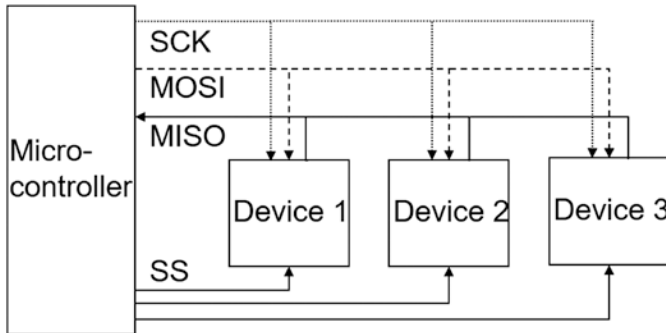 SCK
MOSI
MISO
Micro-
controller
Device 1
Device 2
Device 3
SS